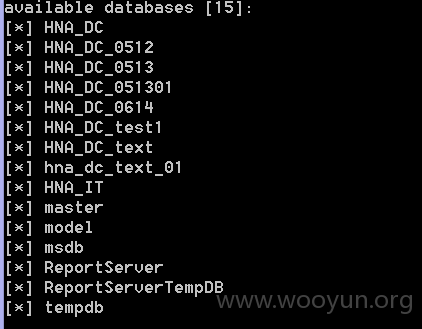 available databases [15]:
[*] HNA_DC
[*] HNA_DC_0512
[*] HNA_DC_0513
[*] HNA_DC_051301
[*] HNA_DC_0614
[*] HNA_DC_test1
[*] HNA_DC_text
[*] hna_dc_text_01
[*] HNA_IT
[*] master
[*] model
[*] msdb
[*] ReportServer
[*] ReportServerTempDB
[*] tempdb
www.wooyun.org